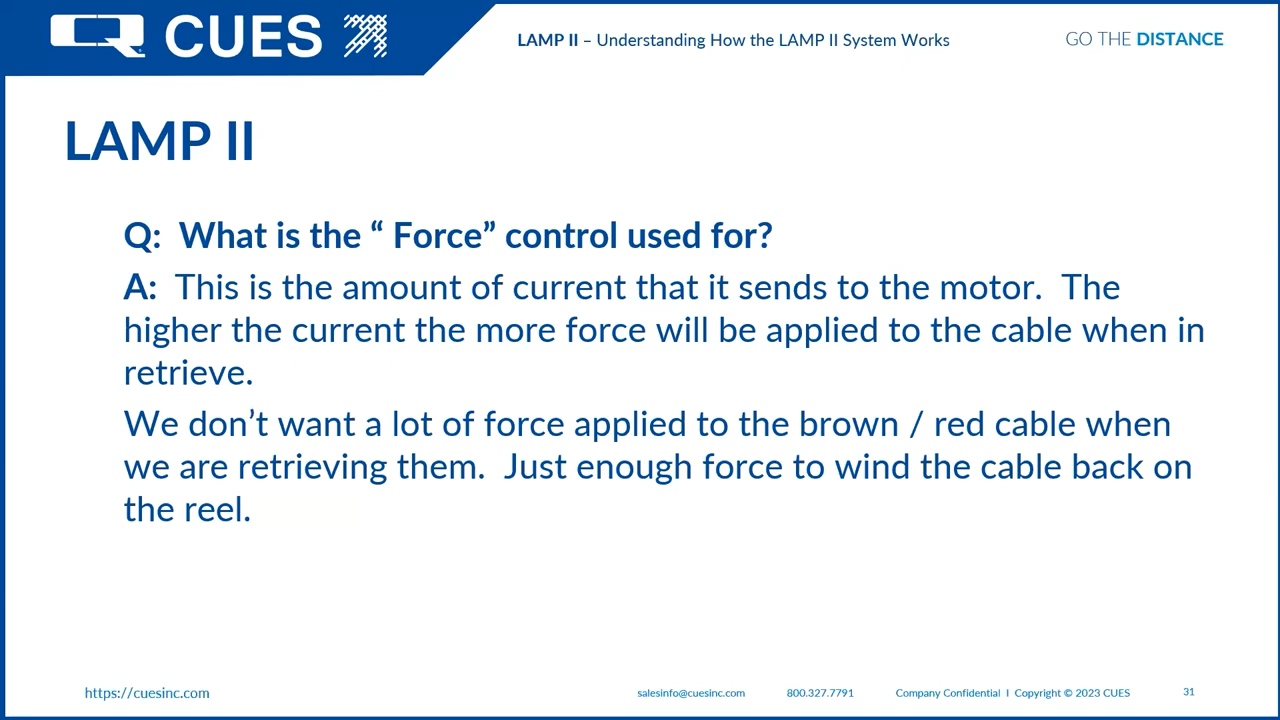 CUES
LAMP II – Understanding How the LAMP II System Works
GO THE DISTANCE
LAMP II
Q:  What is the “ Force” control used for?
A:  This is the amount of current that it sends to the motor.  The
higher the current the more force will be applied to the cable when in
retrieve.
We don’t want a lot of force applied to the brown / red cable when
we are retrieving them.  Just enough force to wind the cable back on
the reel.
https://cuesinc.com
salesinfo@cuesinc.com
800.327.7791
Company Confidential I Copyright © 2023 CUES
31